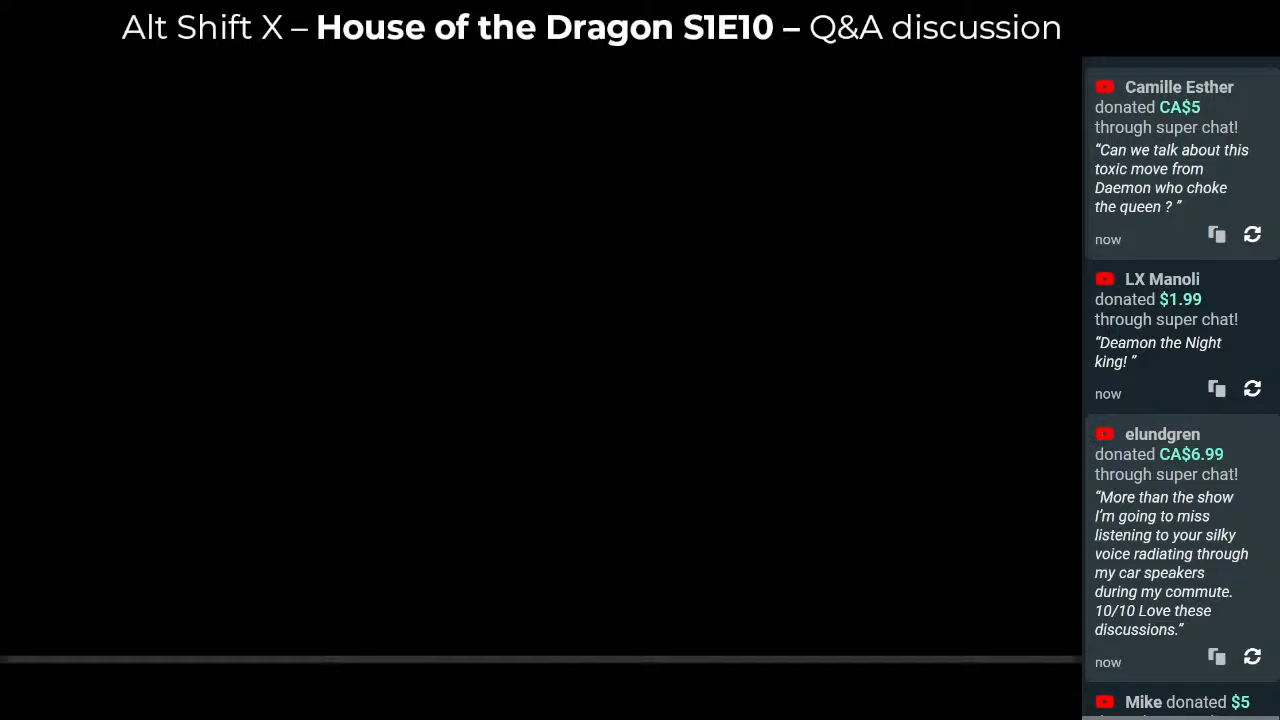 Alt Shift X – House of the Dragon S1E10 – Q&A discussion
Camille Esther
donated CA$5
through super chat!
“Can we talk about this
toxic move from
Daemon who choke
the queen ? ”
now
LX Manoli
donated $1.99
through super chat!
“Deamon the Night
king! ”
now
elundgren
donated CA$6.99
through super chat!
“More than the show
I’m going to miss
listening to your silky
voice radiating through
my car speakers
during my commute.
10/10 Love these
discussions.”
now
Mike donated $5